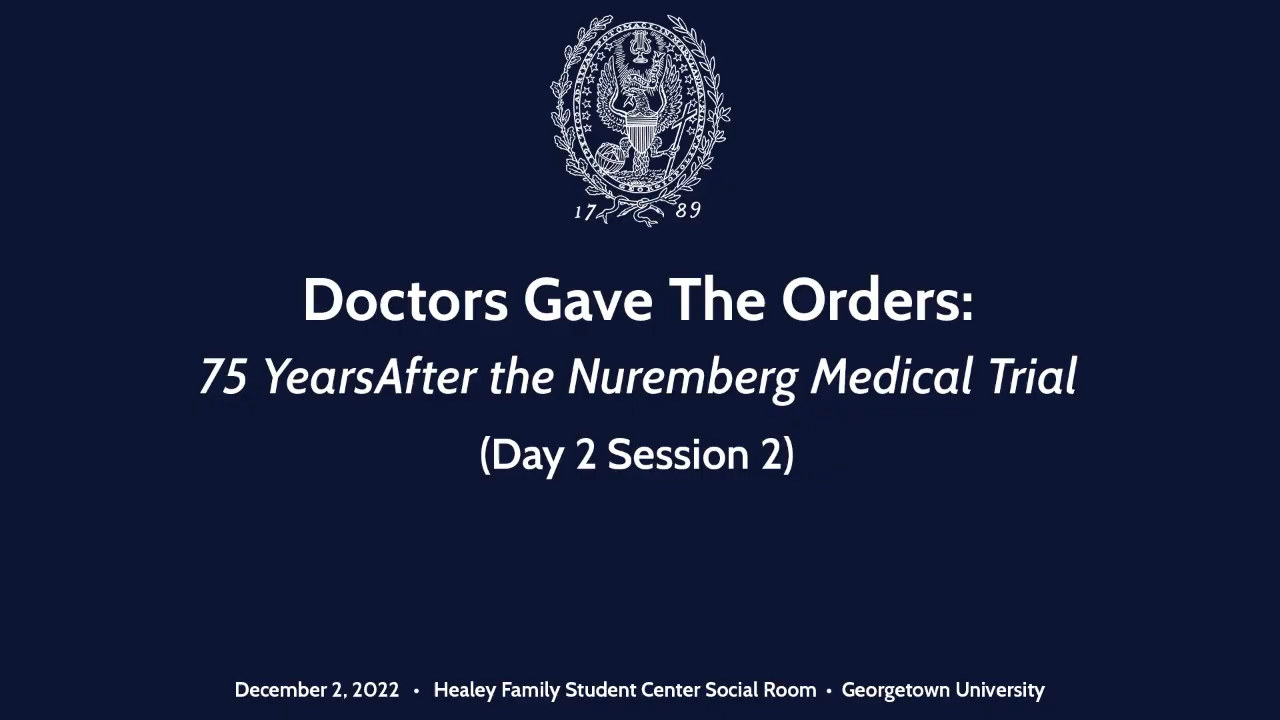 17 89
Doctors Gave The Orders:
75 YearsAfter the Nuremberg Medical Trial
(Day 2 Session 2)
December 2, 2022 • Healey Family Student Center Social Room • Georgetown University